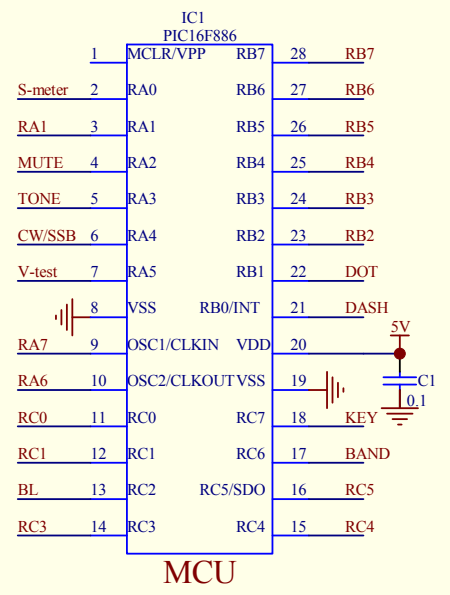 IC1
PIC16F886
1 MCLR/VPP RB7 28 RB7
S-meter 2 RA0 RB6 27 RB6
RA1 3 RA1 RB5 26 RB5
MUTE 4 RA2 RB4 25 RB4
TONE 5 RA3 RB3 24 RB3
CW/SSB 6 RA4 RB2 23 RB2
V-test 7 RA5 RB1 22 DOT
8 VSS RB0/INT 21 DASH
5V
RA7 9 OSC1/CLKIN VDD 20
RA6 10 OSC2/CLKOUT VSS 19 C1
0.1
RC0 11 RC0 RC7 18 KEY
RC1 12 RC1 RC6 17 BAND
BL 13 RC2 RC5/SDO 16 RC5
RC3 14 RC3 RC4 15 RC4
MCU